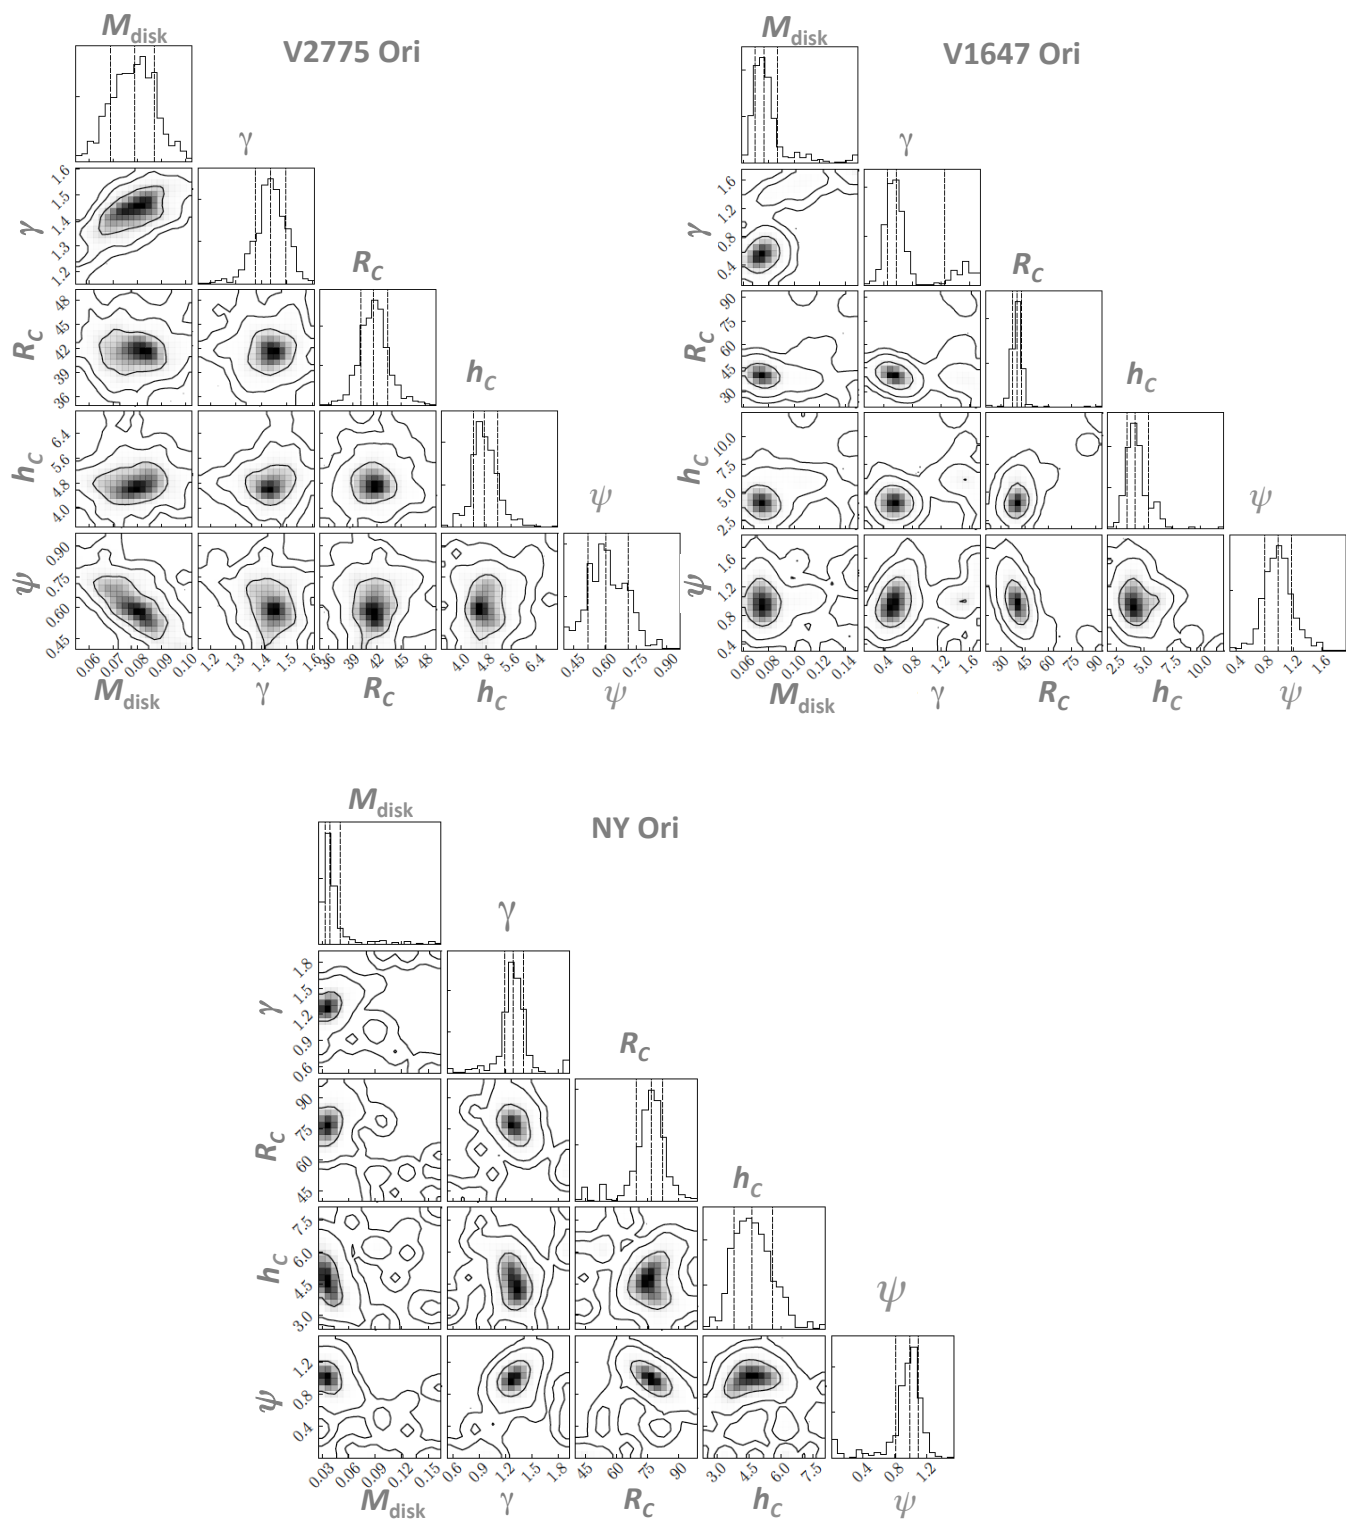 M_disk
V2775 Ori
γ
γ 1.2 1.3 1.4 1.5 1.6
R_C
R_C 36 39 42 45 48
h_C
h_C 4.0 4.8 5.6 6.4
ψ
ψ 0.45 0.60 0.75 0.90
0.06 0.07 0.08 0.09 0.10 1.2 1.3 1.4 1.5 1.6 36 39 42 45 48 4.0 4.8 5.6 6.4 0.45 0.60 0.75 0.90
M_disk γ R_C h_C ψ
M_disk
V1647 Ori
γ
γ 0.4 0.8 1.2 1.6
R_C
R_C 30 45 60 75 90
h_C
h_C 2.5 5.0 7.5 10.0
ψ
ψ 0.4 0.8 1.2 1.6
0.06 0.08 0.10 0.12 0.14 0.4 0.8 1.2 1.6 30 45 60 75 90 2.5 5.0 7.5 10.0 0.4 0.8 1.2 1.6
M_disk γ R_C h_C ψ
M_disk
NY Ori
γ
γ 0.6 0.9 1.2 1.5 1.8
R_C
R_C 45 60 75 90
h_C
h_C 3.0 4.5 6.0 7.5
ψ
ψ 0.4 0.8 1.2
0.03 0.06 0.09 0.12 0.15 0.6 0.9 1.2 1.5 1.8 45 60 75 90 3.0 4.5 6.0 7.5 0.4 0.8 1.2
M_disk γ R_C h_C ψ